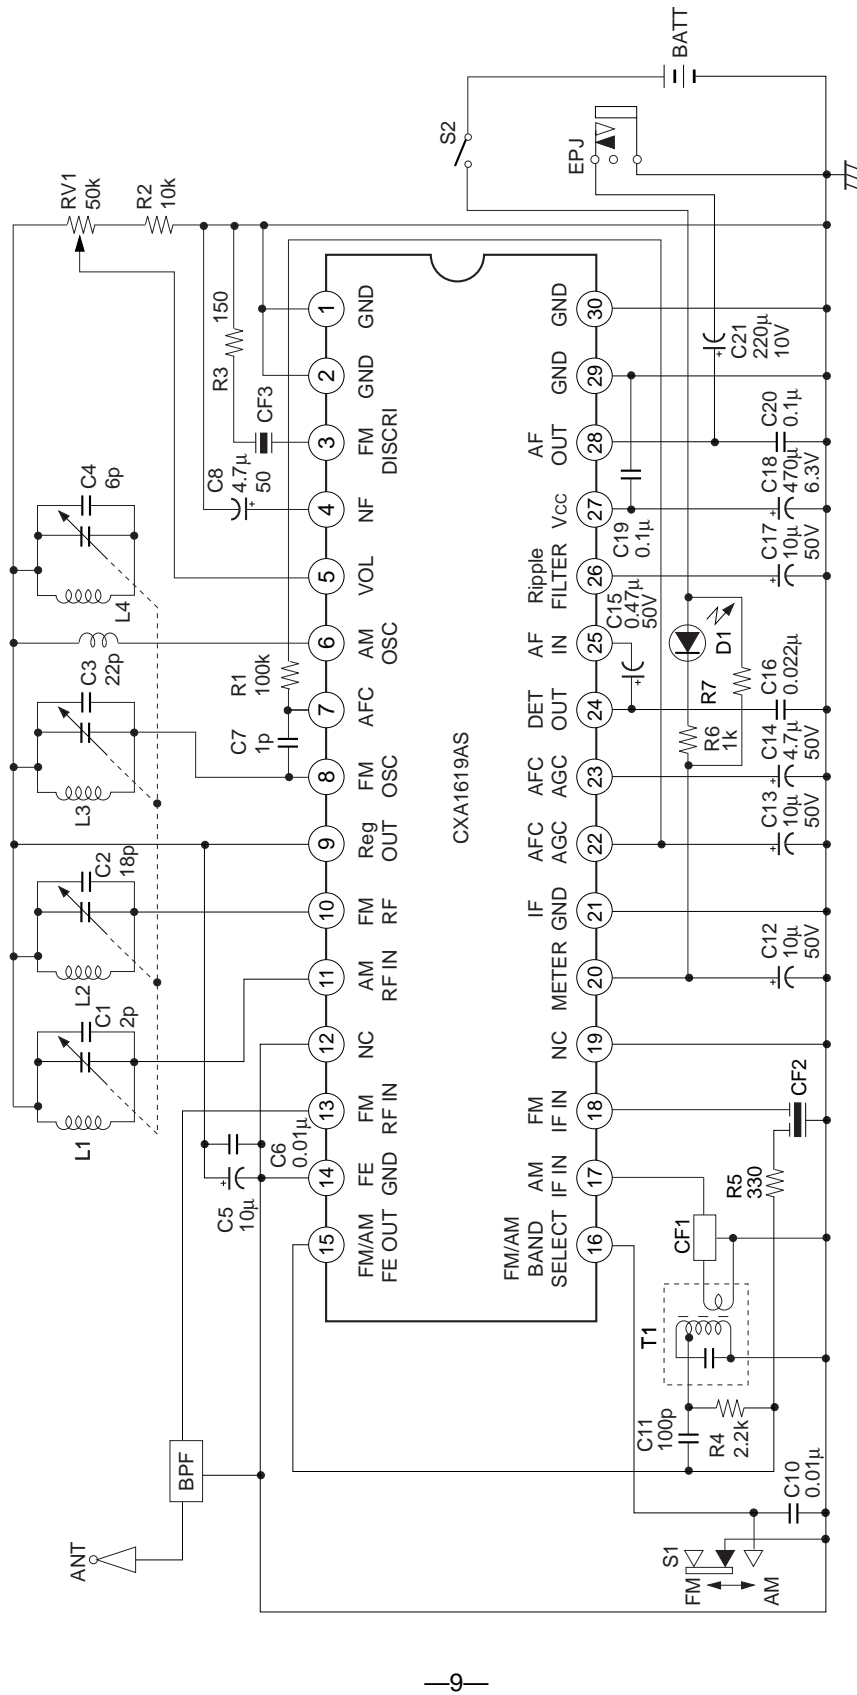 ANT
BPF
L1
C1
2p
L2
C2
18p
L3
C3
22p
L4
C4
6p
RV1
50k
R2
10k
C5
10μ
C6
0.01μ
C7
1p
R1
100k
C8
4.7μ
50
R3
150
CF3
15
14
13
12
11
10
9
8
7
6
5
4
3
2
1
FM/AM
FE OUT
FE
GND
FM
RF IN
NC
AM
RF IN
FM
RF
Reg
OUT
FM
OSC
AFC
AM
OSC
VOL
NF
FM
DISCRI
GND
GND
CXA1619AS
FM/AM
BAND
SELECT
AM
IF IN
FM
IF IN
NC
METER
IF
GND
AFC
AGC
AFC
AGC
DET
OUT
AF
IN
Ripple
FILTER
Vcc
AF
OUT
GND
GND
16
17
18
19
20
21
22
23
24
25
26
27
28
29
30
S1
FM
AM
C10
0.01μ
C11
100p
R4
2.2k
T1
CF1
R5
330
CF2
C12
10μ
50V
C13
10μ
50V
C14
4.7μ
50V
R6
1k
R7
D1
C15
0.47μ
50V
C16
0.022μ
C17
10μ
50V
C18
470μ
6.3V
C19
0.1μ
C20
0.1μ
C21
220μ
10V
EPJ
S2
BATT
—9—